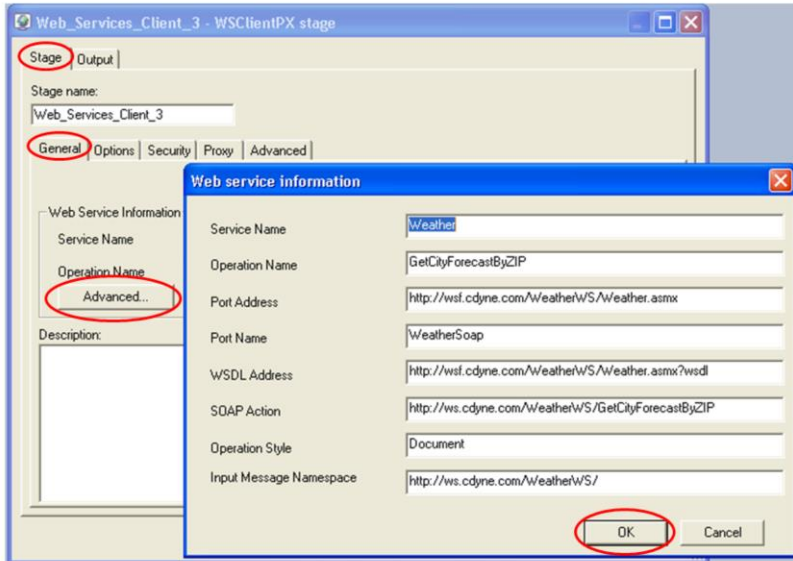 Web_Services_Client_3 - WSClientPX stage
Stage Output
Stage name:
Web_Services_Client_3
General Options Security Proxy Advanced
Web Service Information
Service Name
Operation Name
Advanced...
Description:
Web service information
Service Name Weather
Operation Name GetCityForecastByZIP
Port Address http://wsf.cdyne.com/WeatherWS/Weather.asmx
Port Name WeatherSoap
WSDL Address http://wsf.cdyne.com/WeatherWS/Weather.asmx?wsdl
SOAP Action http://ws.cdyne.com/WeatherWS/GetCityForecastByZIP
Operation Style Document
Input Message Namespace http://ws.cdyne.com/WeatherWS/
OK Cancel